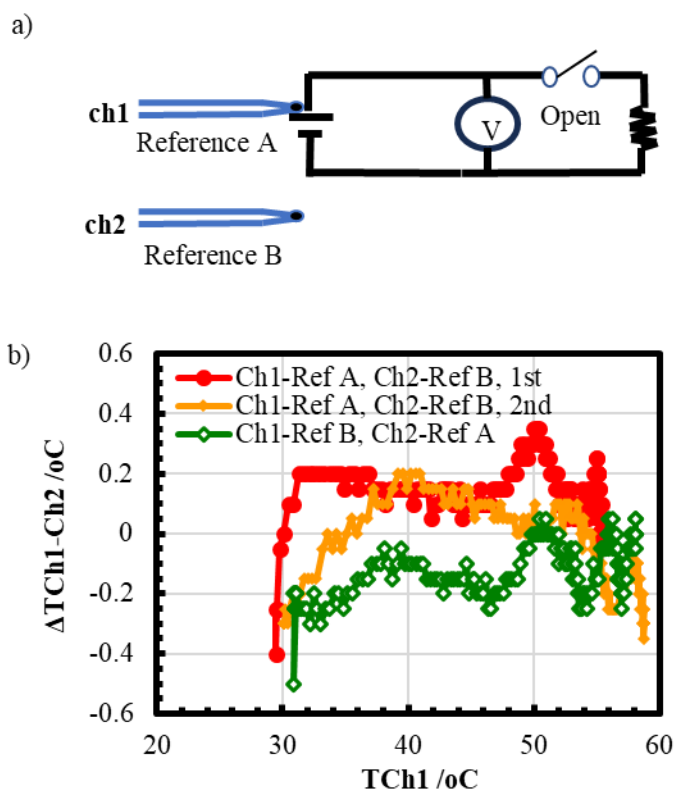 a)
ch1
Reference A
V
Open
ch2
Reference B
b)
0.6
0.4
0.2
0
-0.2
-0.4
-0.6
ΔTCh1-Ch2 /oC
Ch1-Ref A, Ch2-Ref B, 1st
Ch1-Ref A, Ch2-Ref B, 2nd
Ch1-Ref B, Ch2-Ref A
20 30 40 50 60
TCh1 /oC